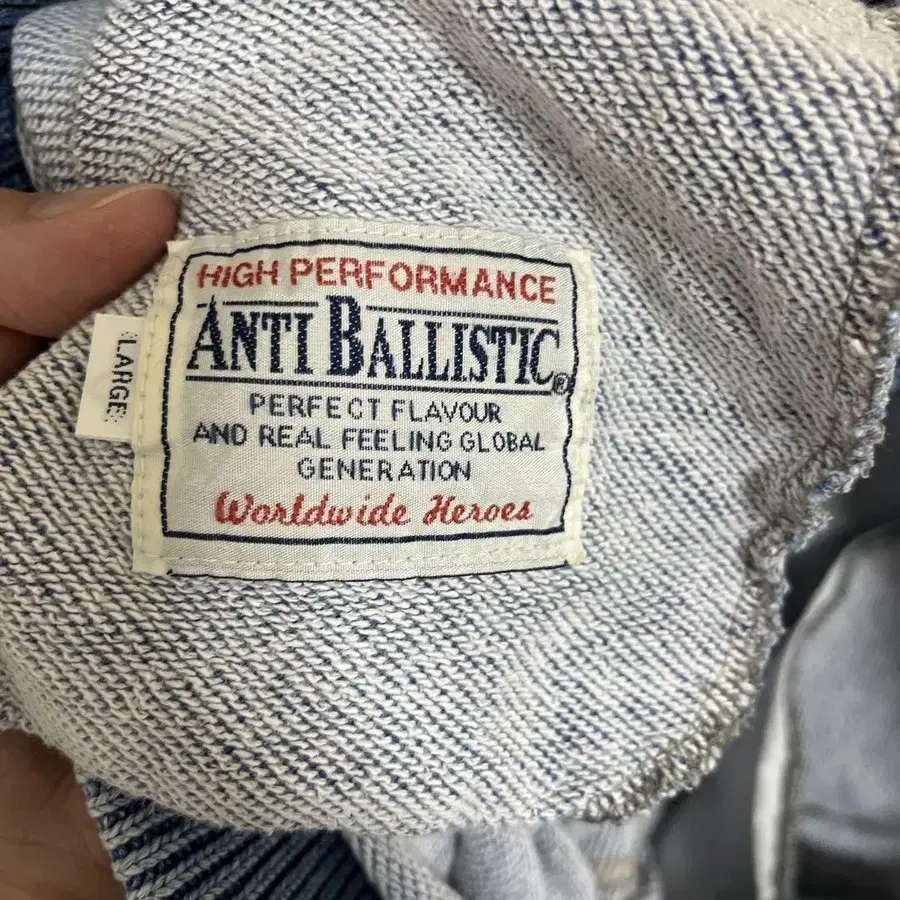 HIGH PERFORMANCE
ANTI BALLISTIC®
PERFECT FLAVOUR
AND REAL FEELING GLOBAL
GENERATION
Worldwide Heroes
LARGE